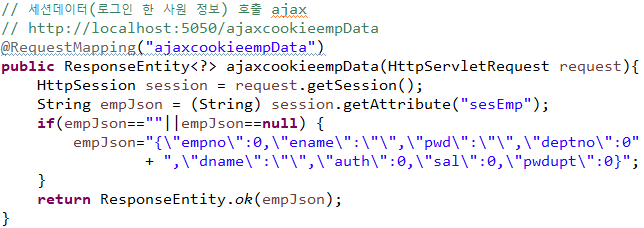 // 세션데이터(로그인 한 사원 정보) 호출 ajax
// http://localhost:5050/ajaxcookieempData
@RequestMapping("ajaxcookieempData")
public ResponseEntity<?> ajaxcookieempData(HttpServletRequest request){
    HttpSession session = request.getSession();
    String empJson = (String) session.getAttribute("sesEmp");
    if(empJson==""||empJson==null) {
        empJson="{\"empno\":0,\"ename\":\"\",\"pwd\":\"\",\"deptno\":0"
                + ",\"dname\":\"\",\"auth\":0,\"sal\":0,\"pwdupt\":0}";
    }
    return ResponseEntity.ok(empJson);
}